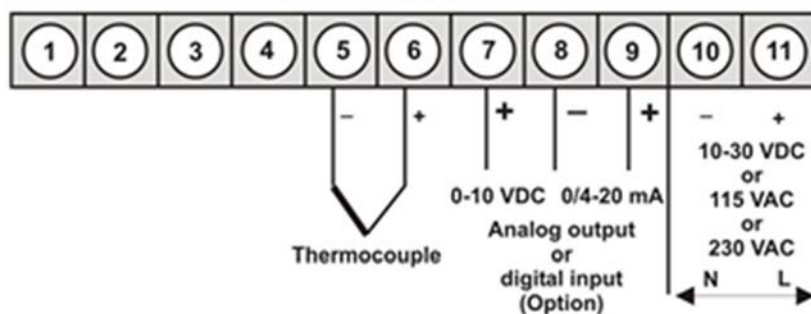 1 2 3 4 5 6 7 8 9 10 11
– + + – + – +
0-10 VDC 0/4-20 mA
Thermocouple
Analog output
or
digital input
(Option)
10-30 VDC
or
115 VAC
or
230 VAC
N L